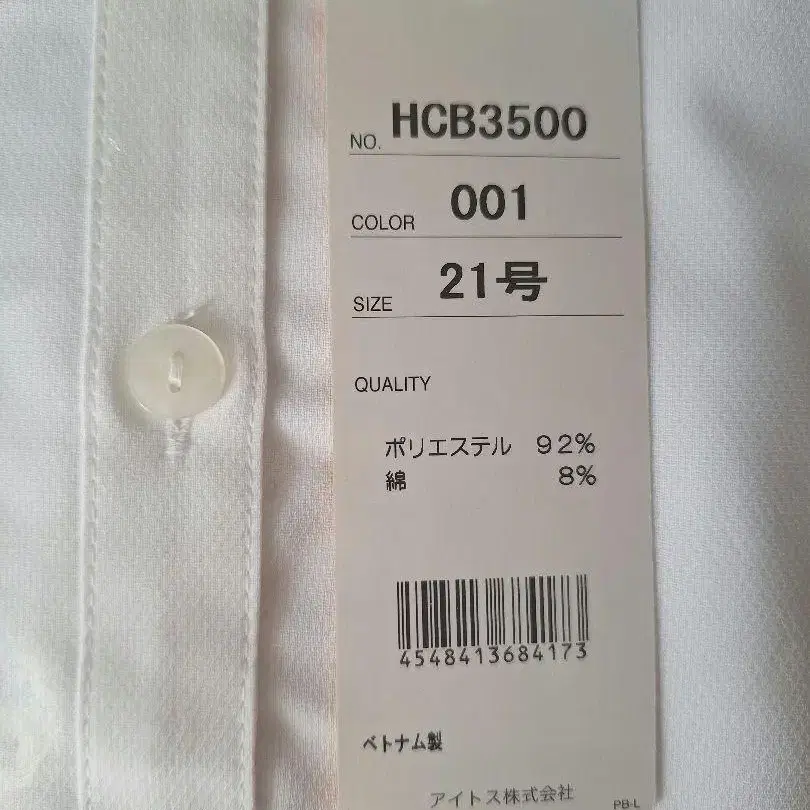 NO. HCB3500
COLOR 001
SIZE 21号
QUALITY
ポリエステル 92%
綿 8%
4548413684173
ベトナム製
アイトス株式会社
PB-L